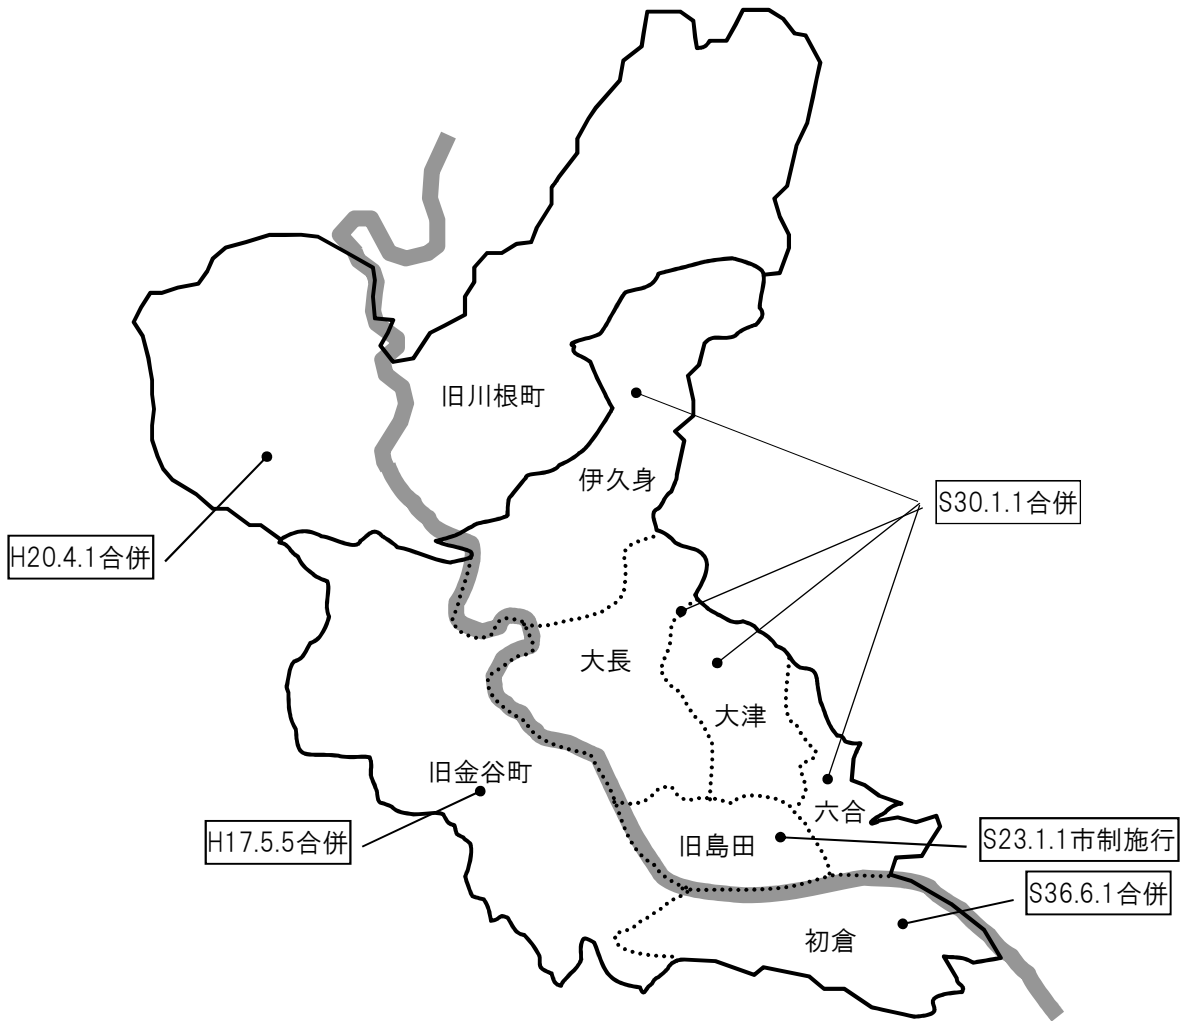 旧川根町
伊久身
S30.1.1合併
H20.4.1合併
大長
大津
旧金谷町
六合
H17.5.5合併
旧島田
S23.1.1市制施行
S36.6.1合併
初倉